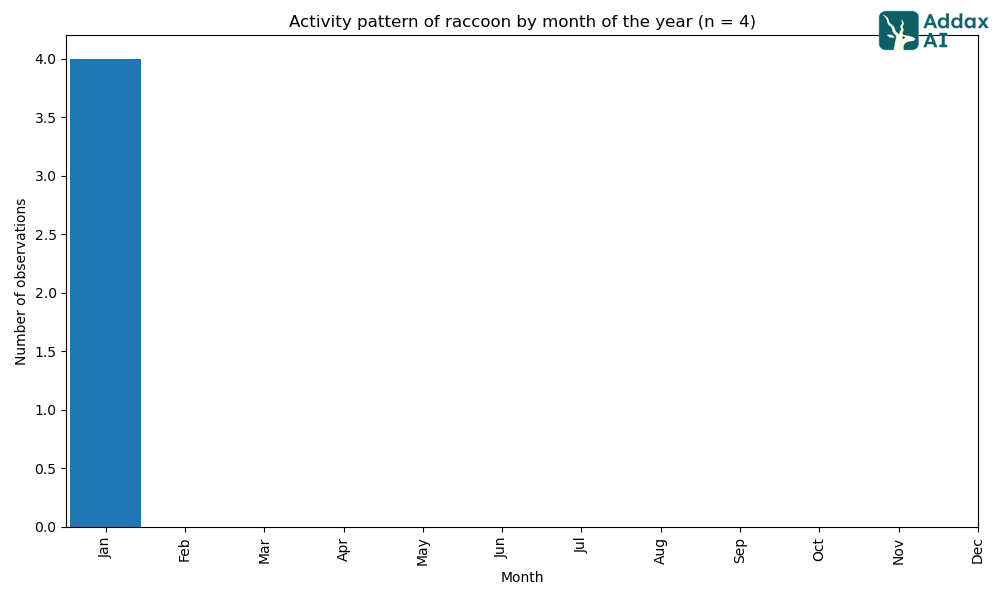 Activity pattern of raccoon by month of the year (n = 4)
Addax
AI
Number of observations
4.0
3.5
3.0
2.5
2.0
1.5
1.0
0.5
0.0
Jan
Feb
Mar
Apr
May
Jun
Jul
Aug
Sep
Oct
Nov
Dec
Month